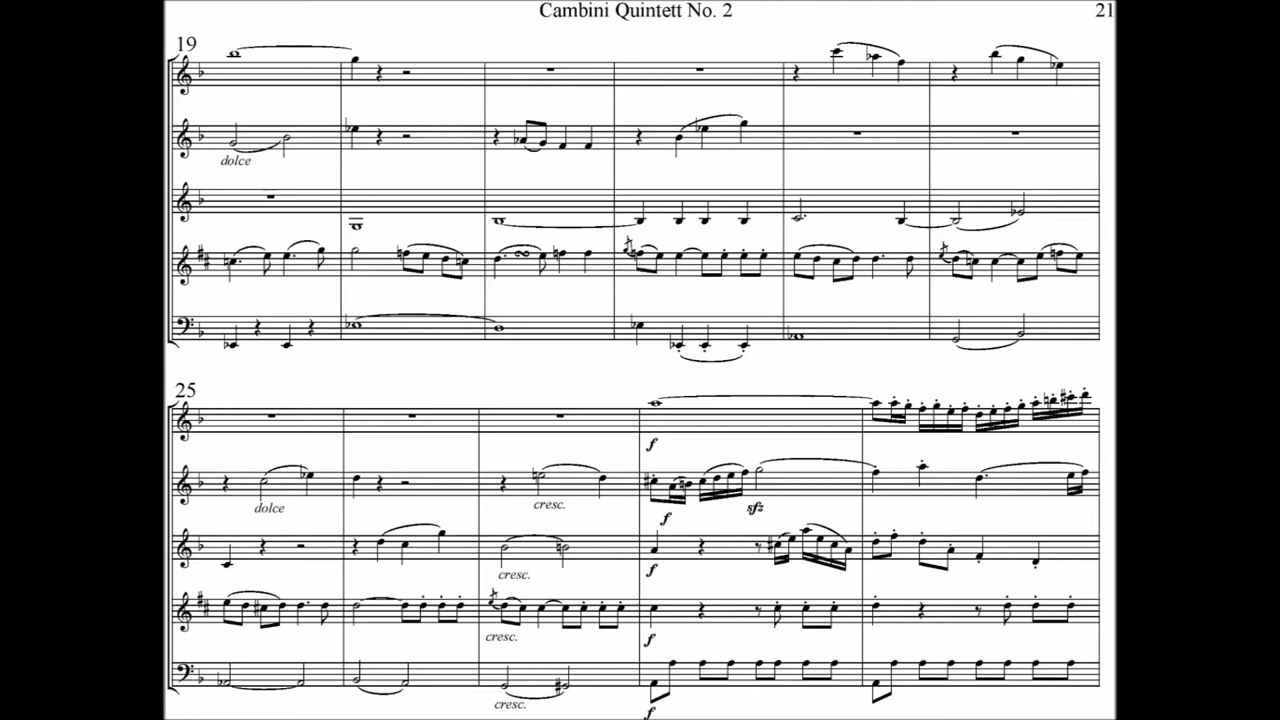 Cambini Quintett No. 2
21
19
dolce
25
f
dolce
cresc.
f
sfz
cresc.
f
cresc.
f
cresc.
f